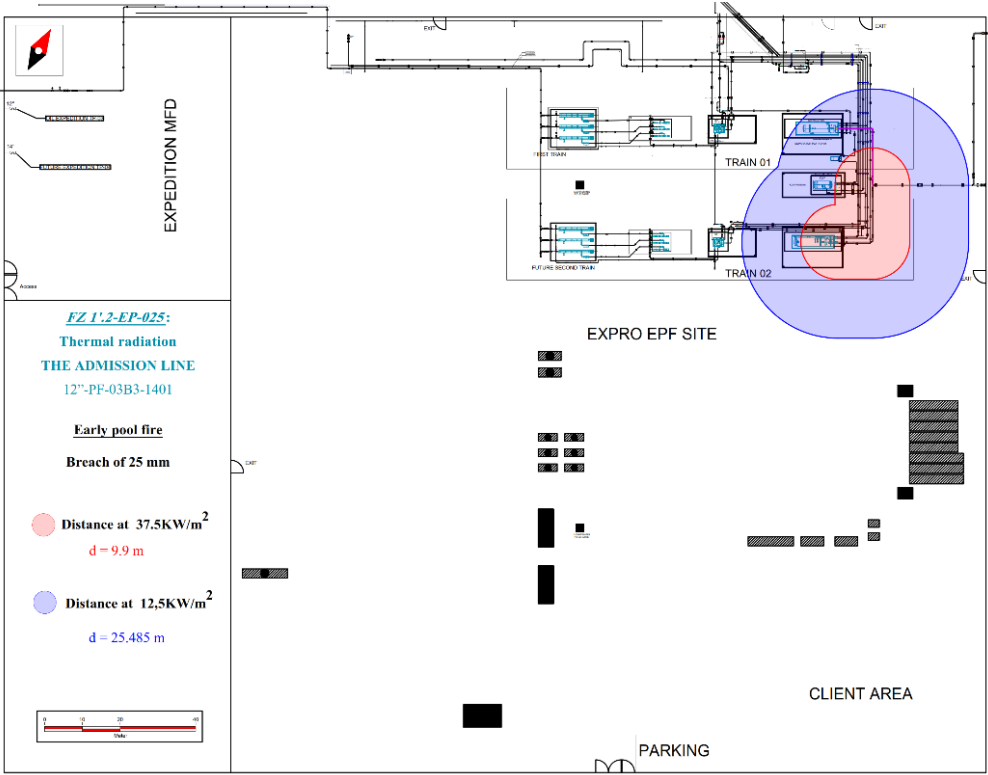 EXIT
EXIT
12"
14"
EXPEDITION MFD
FIRST TRAIN
TRAIN 01
FUTURE SECOND TRAIN
TRAIN 02
Access
EXPRO EPF SITE
FZ 1'.2-EP-025:
Thermal radiation
THE ADMISSION LINE
12”-PF-03B3-1401
Early pool fire
Breach of 25 mm
EXIT
Distance at 37.5KW/m2
d = 9.9 m
Distance at 12,5KW/m2
d = 25.485 m
0 10 20 40
CLIENT AREA
PARKING